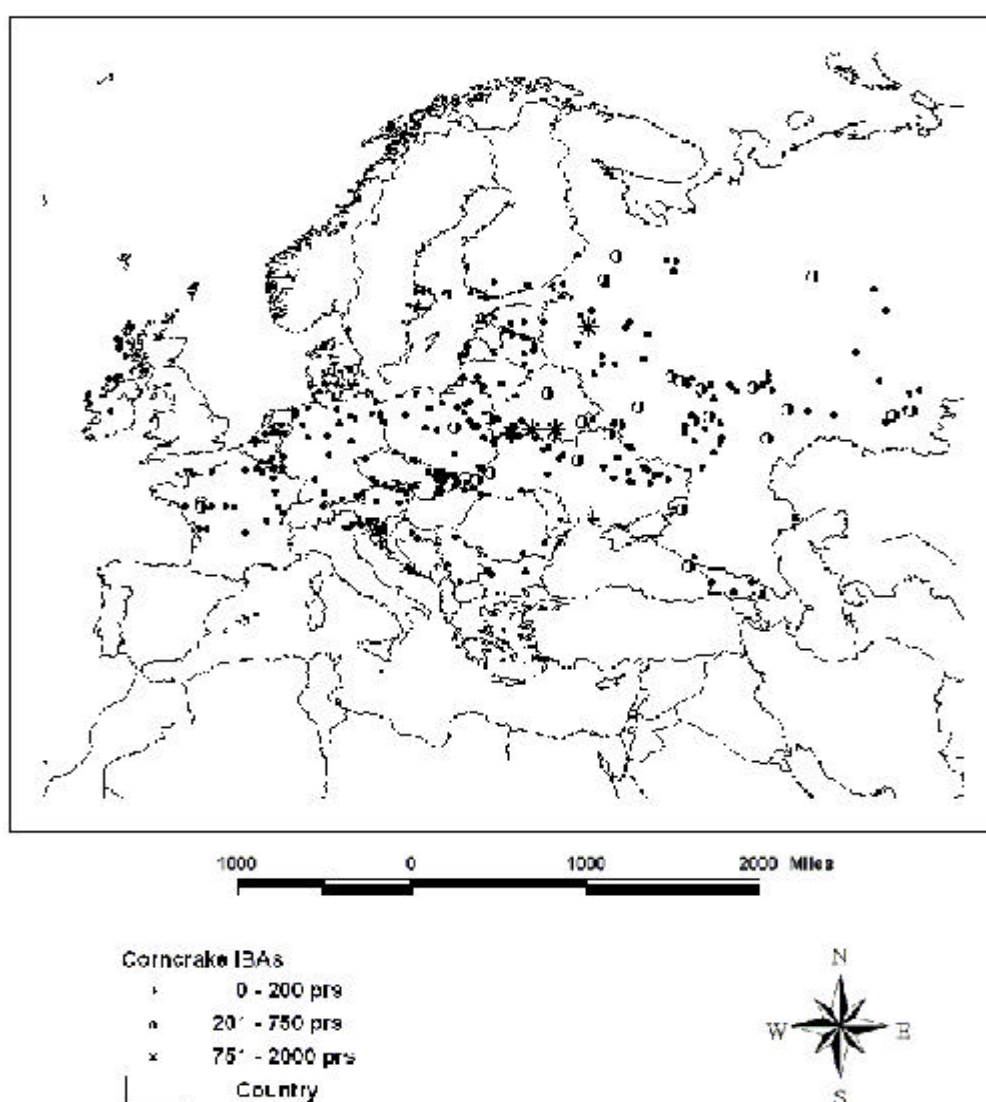 1000 0 1000 2000 Miles
Corncrake IBAs
0 - 200 prs
201 - 750 prs
751 - 2000 prs
Country
N
W E
S